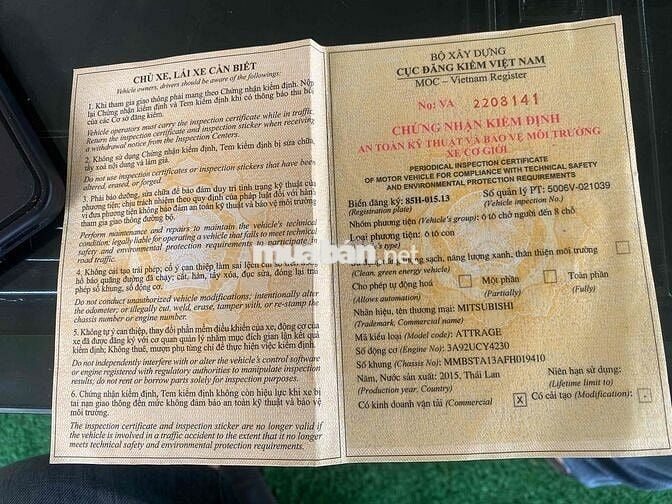 CHỦ XE, LÁI XE CẦN BIẾT
Vehicle owners, drivers should be aware of the followings:
1. Khi tham gia giao thông phải mang theo Chứng nhận kiểm định. Nộp
lại Chứng nhận kiểm định và Tem kiểm định khi có thông báo thu hồi
của các Cơ sở đăng kiểm.
Vehicle operators must carry the inspection certificate while in traffic.
Return the inspection certificate and inspection sticker when receiving
a withdrawal notice from the Inspection Centers.
2. Không sử dụng Chứng nhận kiểm định, Tem kiểm định bị sửa chữa,
tẩy xoá nội dung và làm giả.
Do not use inspection certificates or inspection stickers that have been
altered, erased, or forged.
3. Phải bảo dưỡng, sửa chữa để bảo đảm duy trì tình trạng kỹ thuật của
phương tiện; chịu trách nhiệm theo quy định của pháp luật đối với hành
vi đưa phương tiện không bảo đảm an toàn kỹ thuật và bảo vệ môi trường
tham gia giao thông đường bộ.
Perform maintenance and repairs to maintain the vehicle's technical
condition; legally liable for operating a vehicle that fails to meet technical
safety and environmental protection requirements to participate in
road traffic.
4. Không cải tạo trái phép; cố ý can thiệp làm sai lệch
hồ báo quãng đường đã chạy; cắt, hàn, tẩy xóa, đục sửa, đóng lại trái
phép số khung, số động cơ.
Do not conduct unauthorized vehicle modifications; intentionally alter
the odometer; or illegally cut, weld, erase, tamper with, or re-stamp the
chassis number or engine number.
5. Không tự ý can thiệp, thay đổi phần mềm điều khiển của xe, động cơ của
xe đã được đăng ký với cơ quan quản lý nhằm mục đích gian lận kết quả
kiểm định; Không thuê, mượn phụ tùng chỉ để thực hiện việc kiểm định.
Do not independently interfere with or alter the vehicle's control software
or engine registered with regulatory authorities to manipulate inspection
results; do not rent or borrow parts solely for inspection purposes.
6. Chứng nhận kiểm định, Tem kiểm định không còn hiệu lực khi xe bị
tai nạn giao thông đến mức không đảm bảo an toàn kỹ thuật và bảo vệ
môi trường.
The inspection certificate and inspection sticker are no longer valid if
the vehicle is involved in a traffic accident to the extent that it no longer
meets technical safety and environmental protection requirements.
BỘ XÂY DỰNG
CỤC ĐĂNG KIỂM VIỆT NAM
MOC – Vietnam Register
No: VA 2208141
CHỨNG NHẬN KIỂM ĐỊNH
AN TOÀN KỸ THUẬT VÀ BẢO VỆ MÔI TRƯỜNG
XE CƠ GIỚI
PERIODICAL INSPECTION CERTIFICATE
OF MOTOR VEHICLE FOR COMPLIANCE WITH TECHNICAL SAFETY
AND ENVIRONMENTAL PROTECTION REQUIREMENTS
Biển đăng ký: 85H-015.13 Số quản lý PT: 5006V-021039
(Registration plate) (Vehicle inspection No.)
Nhóm phương tiện (Vehicle's group): ô tô chở người đến 8 chỗ
Loại phương tiện: ô tô con
type)
sạch, năng lượng xanh, thân thiện môi trường
(Clean, green energy vehicle)
Cho phép tự động hoá Một phần Toàn phần
(Allows automation) (Partially) (Fully)
Nhãn hiệu, tên thương mại: MITSUBISHI
(Trademark, Commercial name)
Mã kiểu loại (Model code): ATTRAGE
Số động cơ (Engine No): 3A92UCY4230
Số khung (Chassis No): MMBSTA13AFH019410
Năm, Nước sản xuất: 2015, Thái Lan Niên hạn sử dụng:
(Production year, Country) (Lifetime limit to)
Có kinh doanh vận tải (Commercial X Có cải tạo (Modification): -
muaban.net